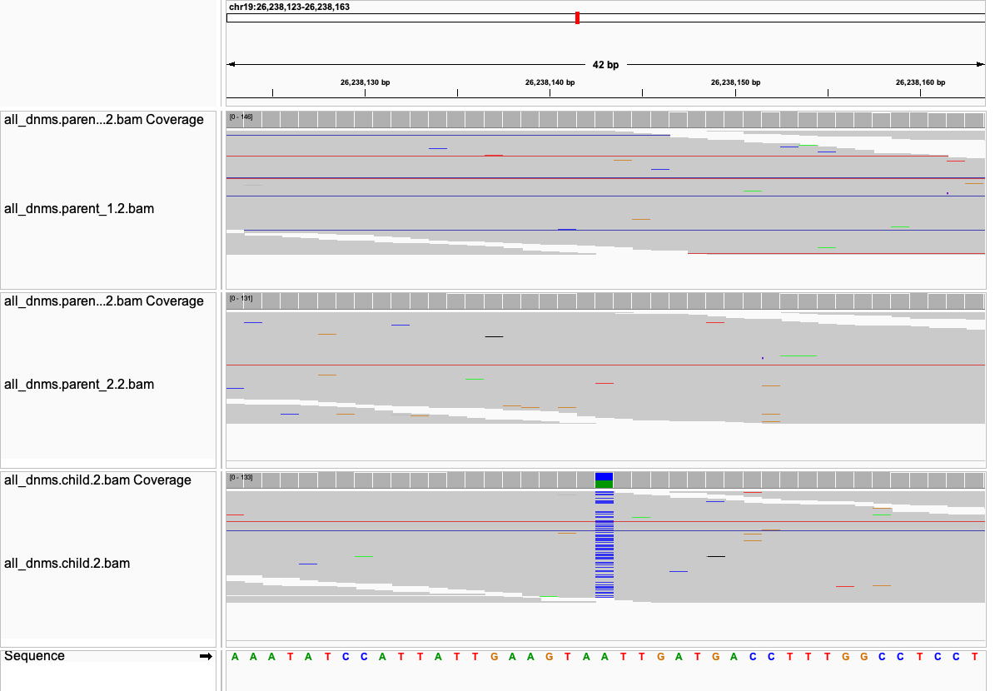 chr19:26,238,123-26,238,163
42 bp
26,238,130 bp 26,238,140 bp 26,238,150 bp 26,238,160 bp
all_dnms.paren...2.bam Coverage
[0 - 146]
all_dnms.parent_1.2.bam
all_dnms.paren...2.bam Coverage
[0 - 131]
all_dnms.parent_2.2.bam
all_dnms.child.2.bam Coverage
[0 - 133]
all_dnms.child.2.bam
Sequence A A A T A T C C A T T A T T G A A G T A A T T G A T G A C C T T T G G C C T C C T